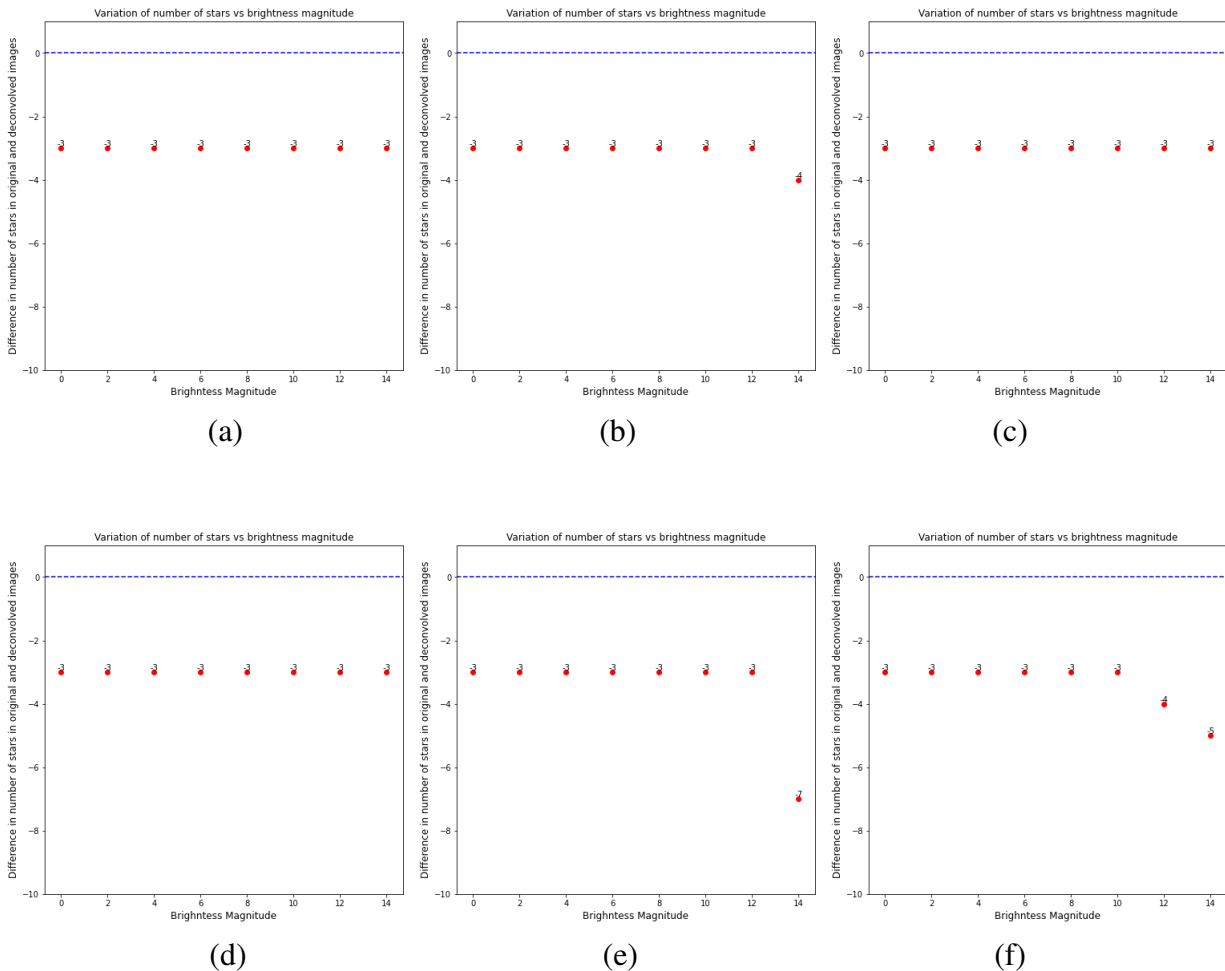 Variation of number of stars vs brightness magnitude
Difference in number of stars in original and deconvolved images
0
−2
−4
−6
−8
−10
-3 -3 -3 -3 -3 -3 -3 -3
0 2 4 6 8 10 12 14
Brighntess Magnitude
(a)
Variation of number of stars vs brightness magnitude
Difference in number of stars in original and deconvolved images
0
−2
−4
−6
−8
−10
-3 -3 -3 -3 -3 -3 -3
-4
0 2 4 6 8 10 12 14
Brighntess Magnitude
(b)
Variation of number of stars vs brightness magnitude
Difference in number of stars in original and deconvolved images
0
−2
−4
−6
−8
−10
-3 -3 -3 -3 -3 -3 -3 -3
0 2 4 6 8 10 12 14
Brighntess Magnitude
(c)
Variation of number of stars vs brightness magnitude
Difference in number of stars in original and deconvolved images
0
−2
−4
−6
−8
−10
-3 -3 -3 -3 -3 -3 -3 -3
0 2 4 6 8 10 12 14
Brighntess Magnitude
(d)
Variation of number of stars vs brightness magnitude
Difference in number of stars in original and deconvolved images
0
−2
−4
−6
−8
−10
-3 -3 -3 -3 -3 -3 -3
-7
0 2 4 6 8 10 12 14
Brighntess Magnitude
(e)
Variation of number of stars vs brightness magnitude
Difference in number of stars in original and deconvolved images
0
−2
−4
−6
−8
−10
-3 -3 -3 -3 -3 -3
-4
-5
0 2 4 6 8 10 12 14
Brighntess Magnitude
(f)